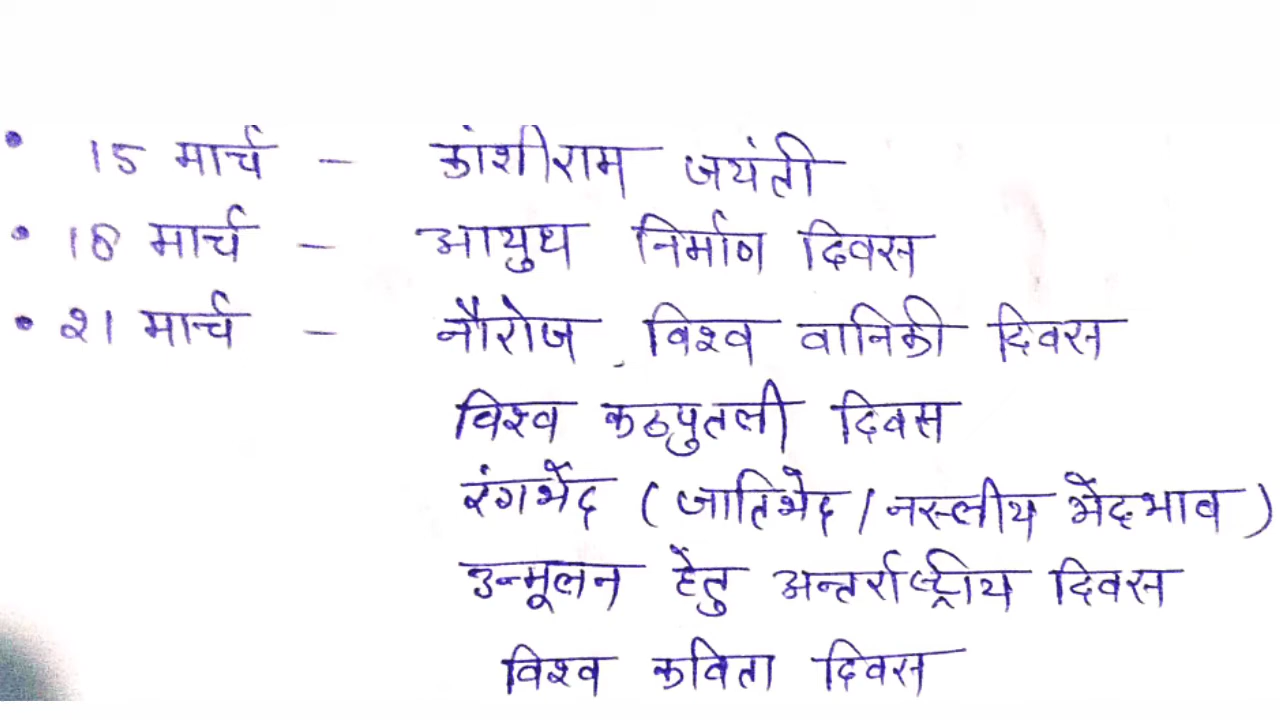 • 15 मार्च – कांशीराम जयंती
• 18 मार्च – आयुध निर्माण दिवस
• 21 मार्च – नौरोज, विश्व वानिकी दिवस
विश्व कठपुतली दिवस
रंगभेद (जातिभेद / नस्लीय भेदभाव)
उन्मूलन हेतु अन्तर्राष्ट्रीय दिवस
विश्व कविता दिवस